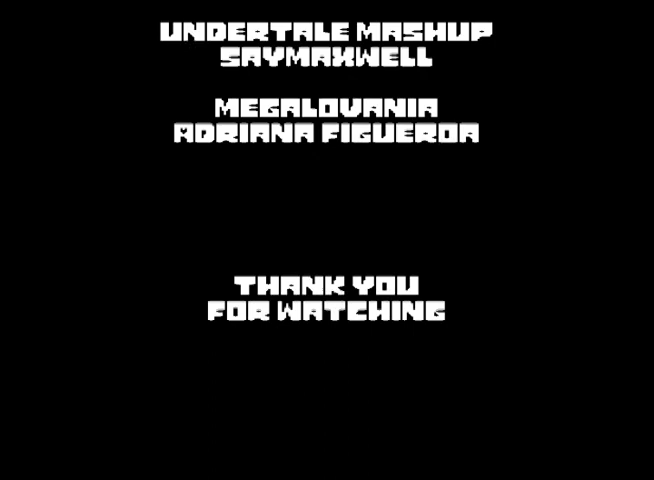 UNDERTALE MASHUP
SAYMAXWELL
MEGALOVANIA
ADRIANA FIGUEROA
THANK YOU
FOR WATCHING